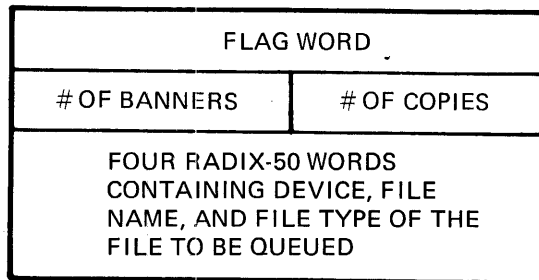 FLAG WORD
# OF BANNERS # OF COPIES
FOUR RADIX-50 WORDS
CONTAINING DEVICE, FILE
NAME, AND FILE TYPE OF THE
FILE TO BE QUEUED